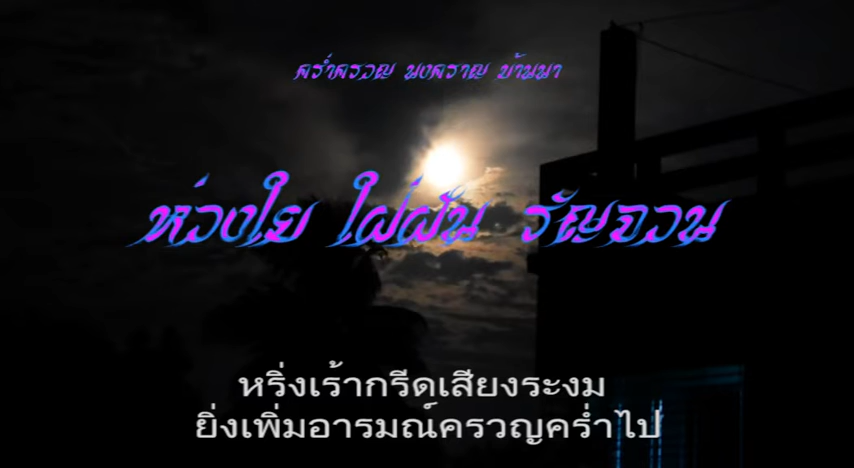 คร่ำครวญ นงคราญ บ้านนา
ห่วงใย ใฝ่ฝัน รัญจวน
หริ่งเร้ากรีดเสียงระงม
ยิ่งเพิ่มอารมณ์ครวญคร่ำไป